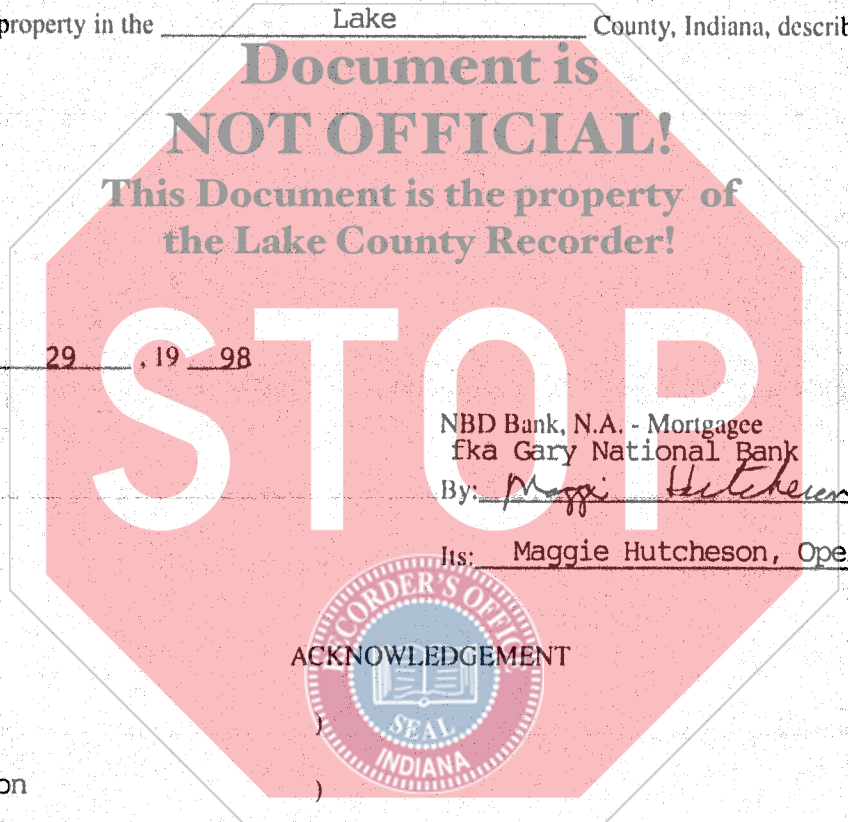 property in the Lake County, Indiana, describ
Document is
NOT OFFICIAL!
This Document is the property of
the Lake County Recorder!
STOP
29 , 19 98
NBD Bank, N.A. - Mortgagee
fka Gary National Bank
By: Maggie Hutcheson
Its: Maggie Hutcheson, Ope
RECORDER'S OFFICE
ACKNOWLEDGEMENT
)
SEAL
INDIANA
on )